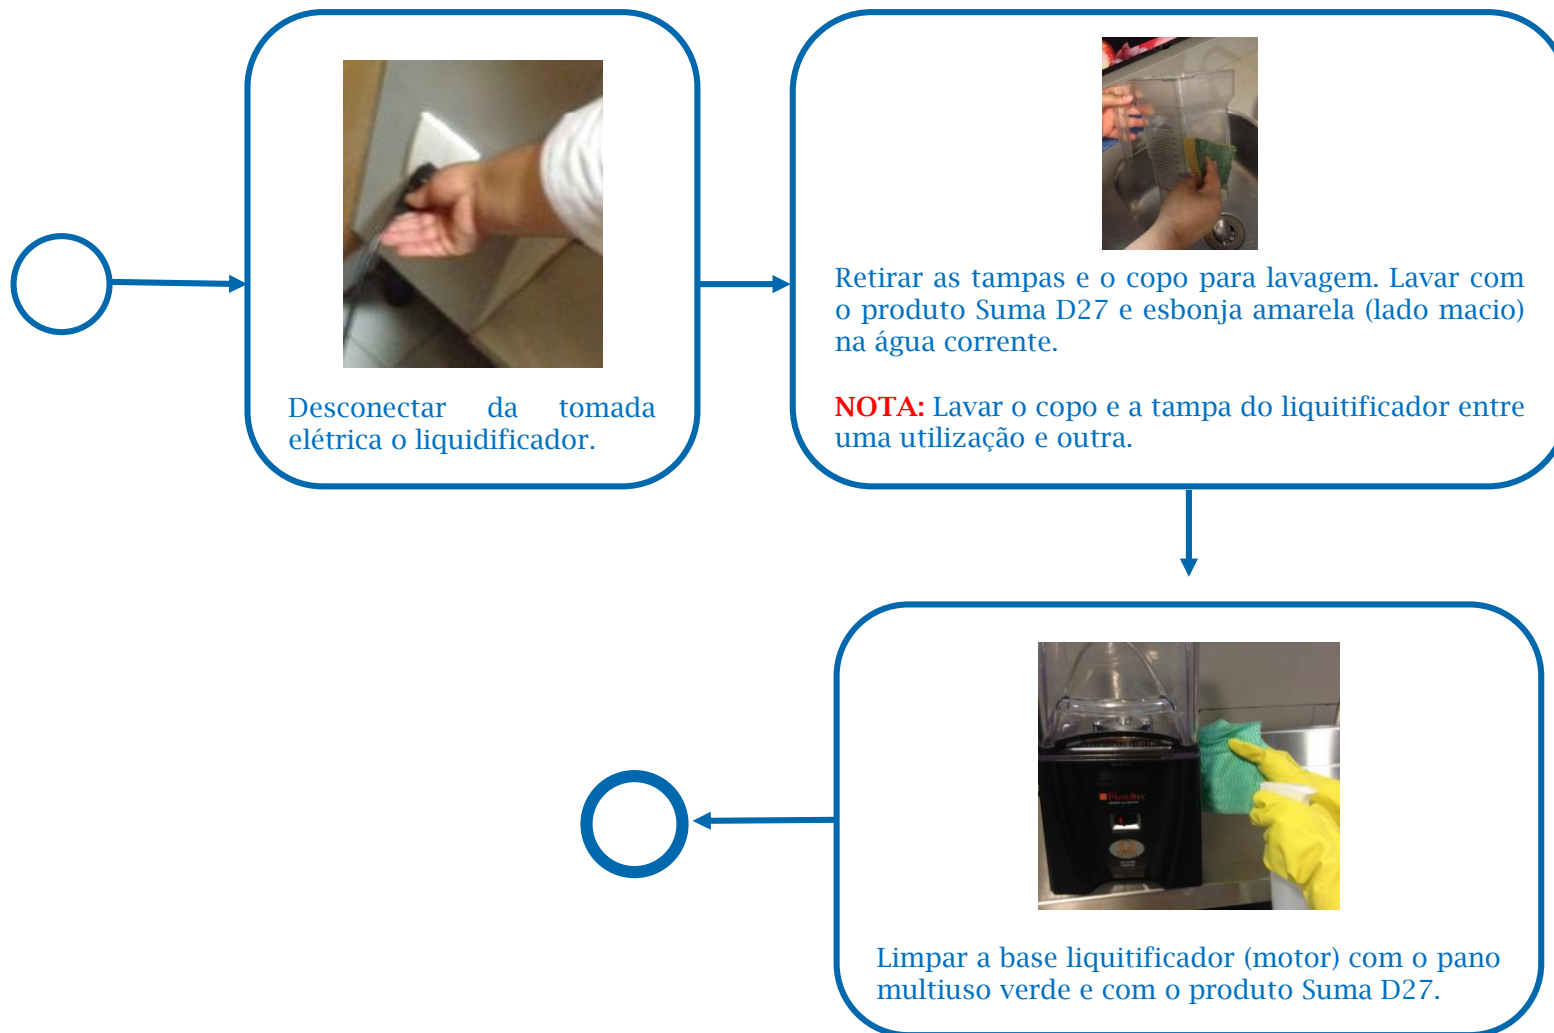 Desconectar da tomada
elétrica o liquidificador.
Retirar as tampas e o copo para lavagem. Lavar com
o produto Suma D27 e esbonja amarela (lado macio)
na água corrente.
NOTA: Lavar o copo e a tampa do liquitificador entre
uma utilização e outra.
Blendtec
Limpar a base liquitificador (motor) com o pano
multiuso verde e com o produto Suma D27.